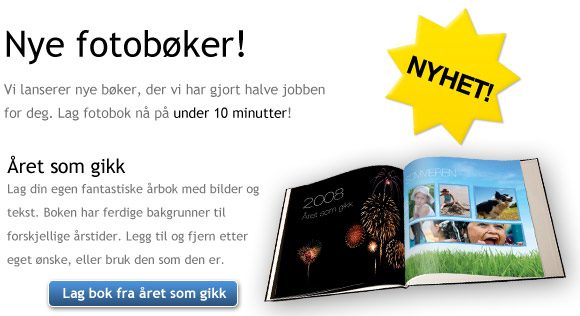 Nye fotobøker!
NYHET!
Vi lanserer nye bøker, der vi har gjort halve jobben
for deg. Lag fotobok nå på under 10 minutter!
Året som gikk
Lag din egen fantastiske årbok med bilder og
tekst. Boken har ferdige bakgrunner til
forskjellige årstider. Legg til og fjern etter
eget ønske, eller bruk den som den er.
Lag bok fra året som gikk
2008
Året som gikk
SOMMEREN